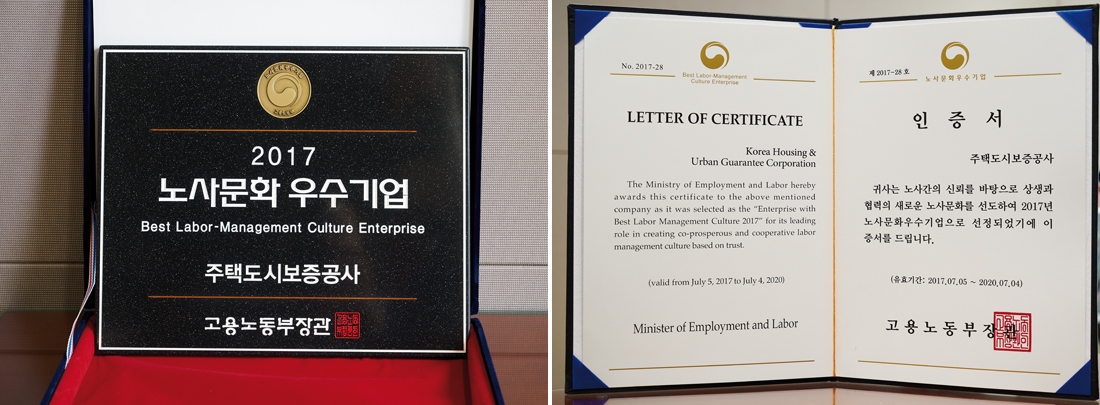 2017
노사문화 우수기업
Best Labor-Management Culture Enterprise
주택도시보증공사
고용노동부장관
No. 2017-28
Best Labor-Management
Culture Enterprise
LETTER OF CERTIFICATE
Korea Housing &
Urban Guarantee Corporation
The Ministry of Employment and Labor hereby
awards this certificate to the above mentioned
company as it was selected as the “Enterprise with
Best Labor Management Culture 2017” for its leading
role in creating co-prosperous and cooperative labor
management culture based on trust.
(valid from July 5, 2017 to July 4, 2020)
Minister of Employment and Labor
제 2017-28 호
노사문화우수기업
인 증 서
주택도시보증공사
귀사는 노사간의 신뢰를 바탕으로 상생과
협력의 새로운 노사문화를 선도하여 2017년
노사문화우수기업으로 선정되었기에 이
증서를 드립니다.
(유효기간: 2017.07.05 ~ 2020.07.04)
고용노동부장관